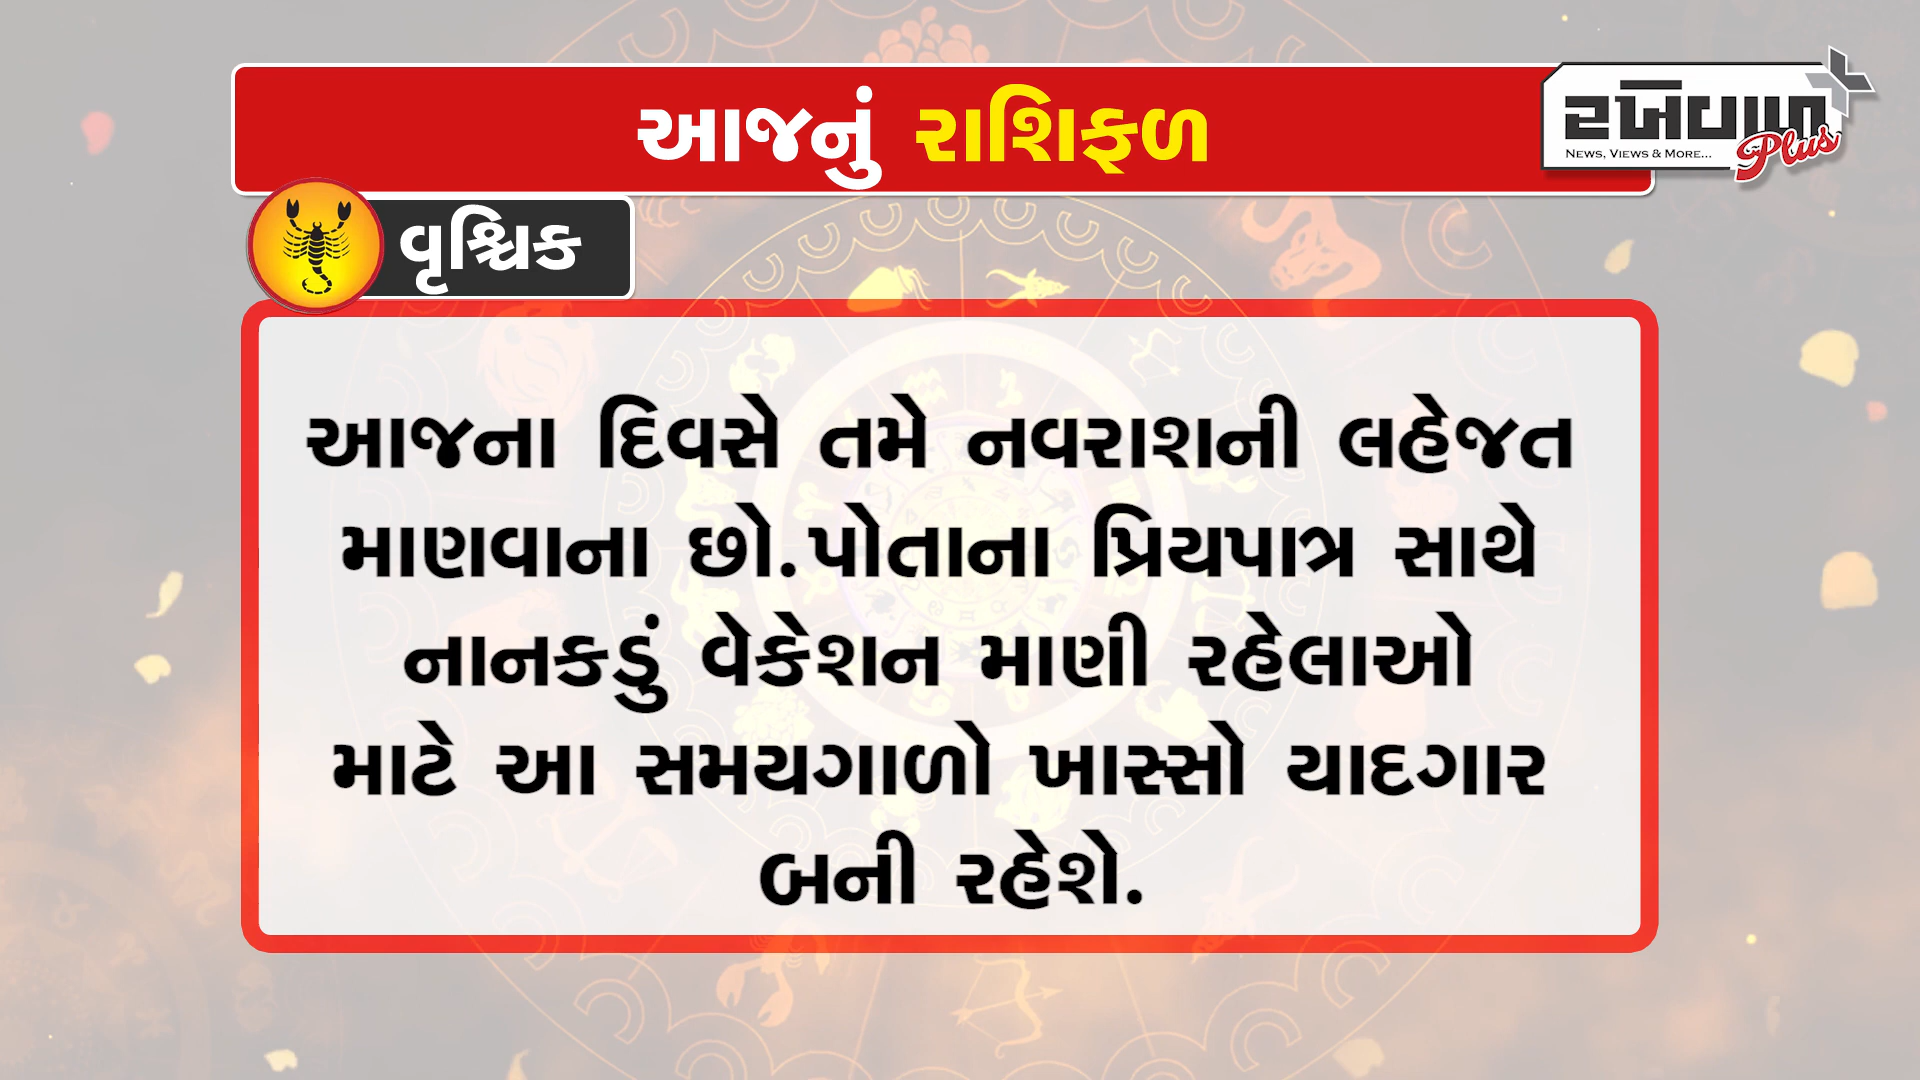 આજનું રાશિફળ
રખેવાળ
Plus
NEWS, VIEWS & MORE...
વૃશ્ચિક
આજના દિવસે તમે નવરાશની લહેજત
માણવાના છો.પોતાના પ્રિયપાત્ર સાથે
નાનકડું વેકેશન માણી રહેલાઓ
માટે આ સમયગાળો ખાસ્સો યાદગાર
બની રહેશે.